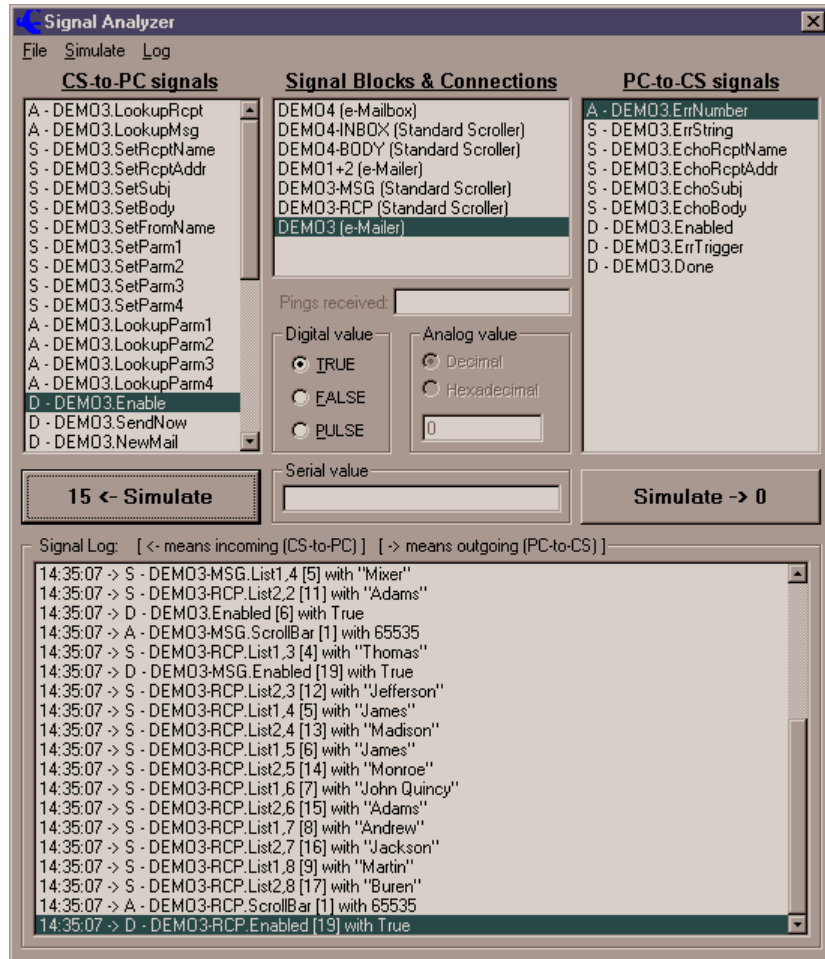 Signal Analyzer
File Simulate Log
CS-to-PC signals
A - DEMO3.LookupRcpt
A - DEMO3.LookupMsg
S - DEMO3.SetRcptName
S - DEMO3.SetRcptAddr
S - DEMO3.SetSubj
S - DEMO3.SetBody
S - DEMO3.SetFromName
S - DEMO3.SetParm1
S - DEMO3.SetParm2
S - DEMO3.SetParm3
S - DEMO3.SetParm4
A - DEMO3.LookupParm1
A - DEMO3.LookupParm2
A - DEMO3.LookupParm3
A - DEMO3.LookupParm4
D - DEMO3.Enable
D - DEMO3.SendNow
D - DEMO3.NewMail
15 <- Simulate
Signal Blocks & Connections
DEMO4 (e-Mailbox)
DEMO4-INBOX (Standard Scroller)
DEMO4-BODY (Standard Scroller)
DEMO1+2 (e-Mailer)
DEMO3-MSG (Standard Scroller)
DEMO3-RCP (Standard Scroller)
DEMO3 (e-Mailer)
Pings received:
Digital value
TRUE
FALSE
PULSE
Analog value
Decimal
Hexadecimal
0
Serial value
PC-to-CS signals
A - DEMO3.ErrNumber
S - DEMO3.ErrString
S - DEMO3.EchoRcptName
S - DEMO3.EchoRcptAddr
S - DEMO3.EchoSubj
S - DEMO3.EchoBody
D - DEMO3.Enabled
D - DEMO3.ErrTrigger
D - DEMO3.Done
Simulate -> 0
Signal Log: [ <- means incoming (CS-to-PC) ] [ -> means outgoing (PC-to-CS) ]
14:35:07 -> S - DEMO3-MSG.List1,4 [5] with "Mixer"
14:35:07 -> S - DEMO3-RCP.List2,2 [11] with "Adams"
14:35:07 -> D - DEMO3.Enabled [6] with True
14:35:07 -> A - DEMO3-MSG.ScrollBar [1] with 65535
14:35:07 -> S - DEMO3-RCP.List1,3 [4] with "Thomas"
14:35:07 -> D - DEMO3-MSG.Enabled [19] with True
14:35:07 -> S - DEMO3-RCP.List2,3 [12] with "Jefferson"
14:35:07 -> S - DEMO3-RCP.List1,4 [5] with "James"
14:35:07 -> S - DEMO3-RCP.List2,4 [13] with "Madison"
14:35:07 -> S - DEMO3-RCP.List1,5 [6] with "James"
14:35:07 -> S - DEMO3-RCP.List2,5 [14] with "Monroe"
14:35:07 -> S - DEMO3-RCP.List1,6 [7] with "John Quincy"
14:35:07 -> S - DEMO3-RCP.List2,6 [15] with "Adams"
14:35:07 -> S - DEMO3-RCP.List1,7 [8] with "Andrew"
14:35:07 -> S - DEMO3-RCP.List2,7 [16] with "Jackson"
14:35:07 -> S - DEMO3-RCP.List1,8 [9] with "Martin"
14:35:07 -> S - DEMO3-RCP.List2,8 [17] with "Buren"
14:35:07 -> A - DEMO3-RCP.ScrollBar [1] with 65535
14:35:07 -> D - DEMO3-RCP.Enabled [19] with True